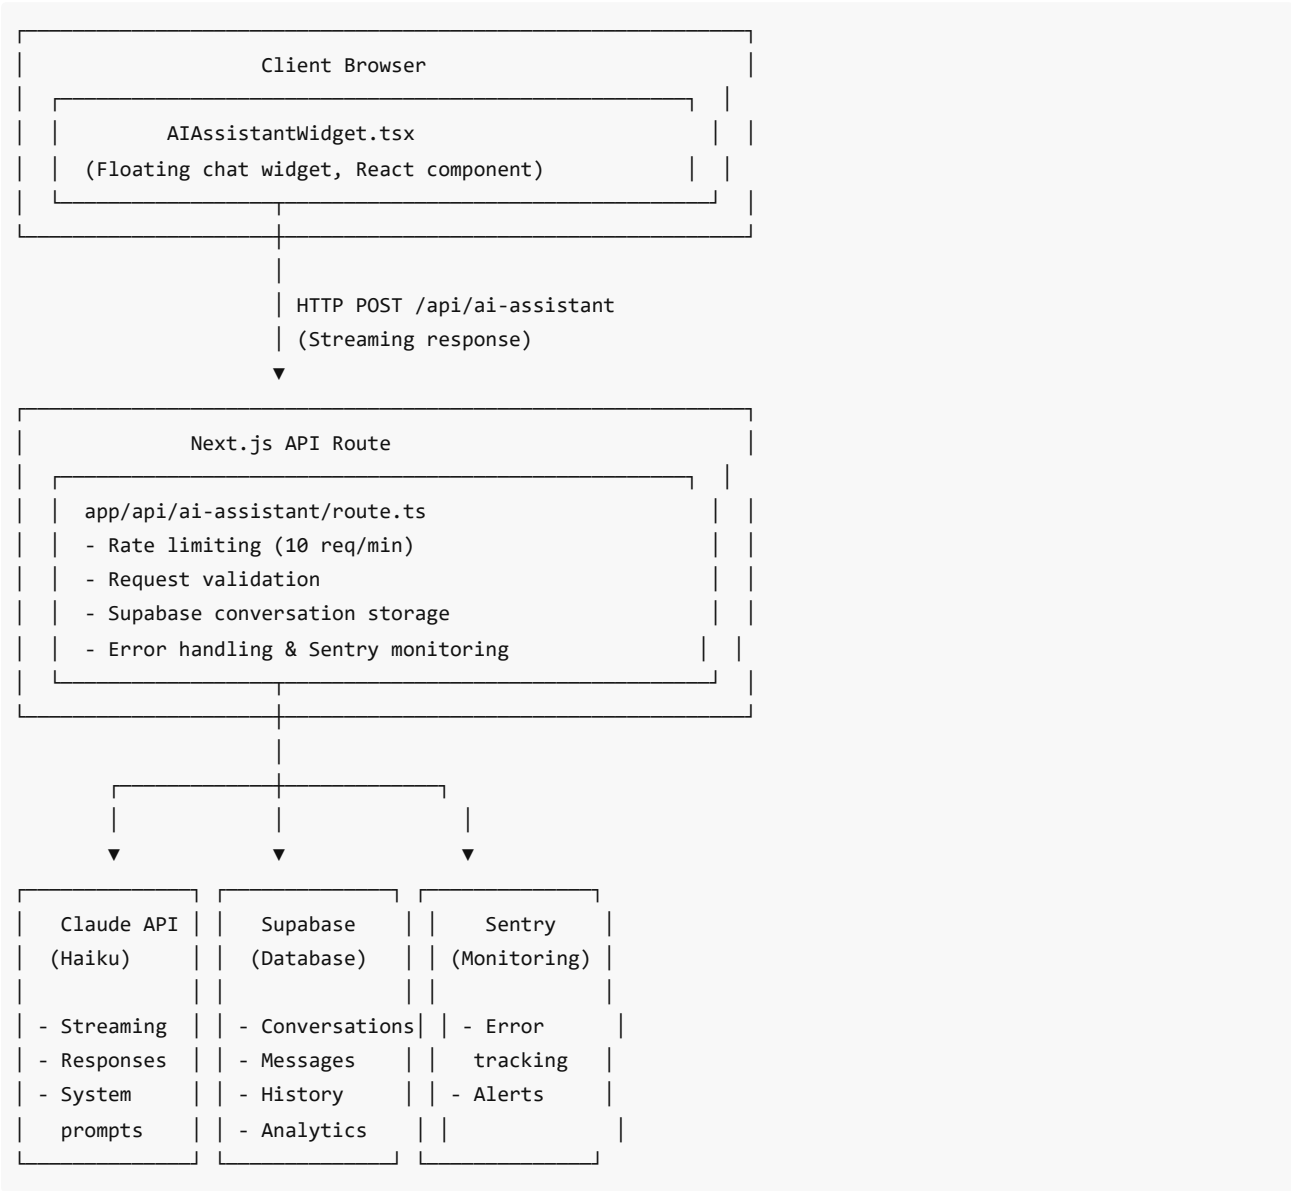 Client Browser
AIAssistantWidget.tsx
(Floating chat widget, React component)
HTTP POST /api/ai-assistant
(Streaming response)
Next.js API Route
app/api/ai-assistant/route.ts
- Rate limiting (10 req/min)
- Request validation
- Supabase conversation storage
- Error handling & Sentry monitoring
Claude API
(Haiku)
- Streaming
- Responses
- System
prompts
Supabase
(Database)
- Conversations
- Messages
- History
- Analytics
Sentry
(Monitoring)
- Error
tracking
- Alerts